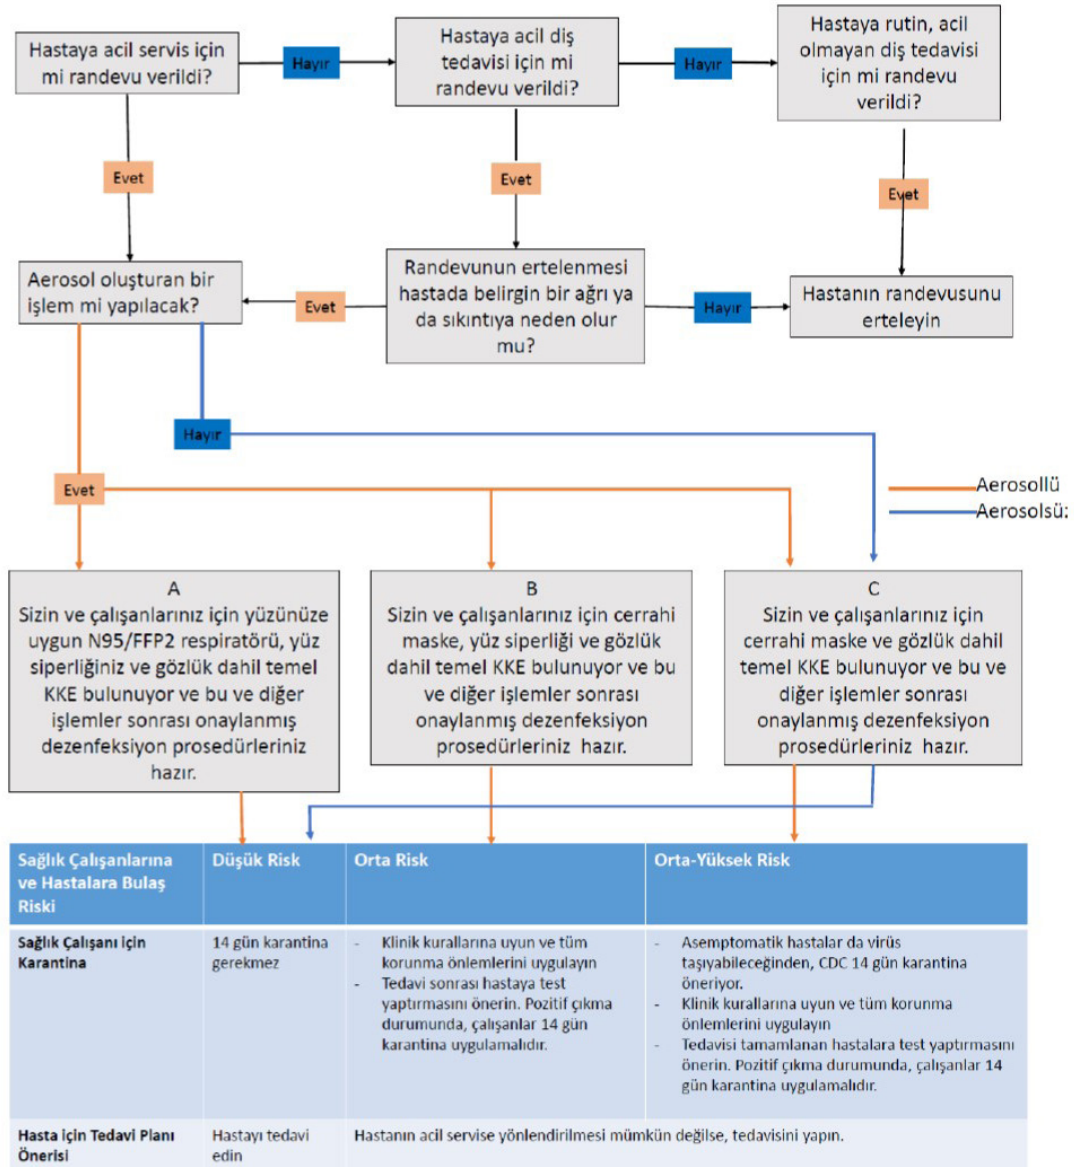 Hastaya acil servis için
mi randevu verildi?
Hayır
Hastaya acil diş
tedavisi için mi
randevu verildi?
Hayır
Hastaya rutin, acil
olmayan diş tedavisi
için mi randevu
verildi?
Evet
Evet
Evet
Aerosol oluşturan bir
işlem mi yapılacak?
Evet
Randevunun ertelenmesi
hastada belirgin bir ağrı ya
da sıkıntıya neden olur
mu?
Hayır
Hastanın randevusunu
erteleyin
Hayır
Evet
Aerosollü
Aerosolsü:
A
Sizin ve çalışanlarınız için yüzünüze
uygun N95/FFP2 respiratörü, yüz
siperliğiniz ve gözlük dahil temel
KKE bulunuyor ve bu ve diğer
işlemler sonrası onaylanmış
dezenfeksiyon prosedürleriniz
hazır.
B
Sizin ve çalışanlarınız için cerrahi
maske, yüz siperliği ve gözlük
dahil temel KKE bulunuyor ve bu
ve diğer işlemler sonrası
onaylanmış dezenfeksiyon
prosedürleriniz hazır.
C
Sizin ve çalışanlarınız için
cerrahi maske ve gözlük dahil
temel KKE bulunuyor ve bu ve
diğer işlemler sonrası
onaylanmış dezenfeksiyon
prosedürleriniz hazır.
Sağlık Çalışanlarına
ve Hastalara Bulaş
Riski
Düşük Risk
Orta Risk
Orta-Yüksek Risk
Sağlık Çalışanı için
Karantina
14 gün karantina
gerekmez
- Klinik kurallarına uyun ve tüm
korunma önlemlerini uygulayın
- Tedavi sonrası hastaya test
yaptırmasını önerin. Pozitif çıkma
durumunda, çalışanlar 14 gün
karantina uygulamalıdır.
- Asemptomatik hastalar da virüs
taşıyabileceğinden, CDC 14 gün karantina
öneriyor.
- Klinik kurallarına uyun ve tüm korunma
önlemlerini uygulayın
- Tedavisi tamamlanan hastalara test yaptırmasını
önerin. Pozitif çıkma durumunda, çalışanlar 14
gün karantina uygulamalıdır.
Hasta için Tedavi Planı
Önerisi
Hastayı tedavi
edin
Hastanın acil servise yönlendirilmesi mümkün değilse, tedavisini yapın.